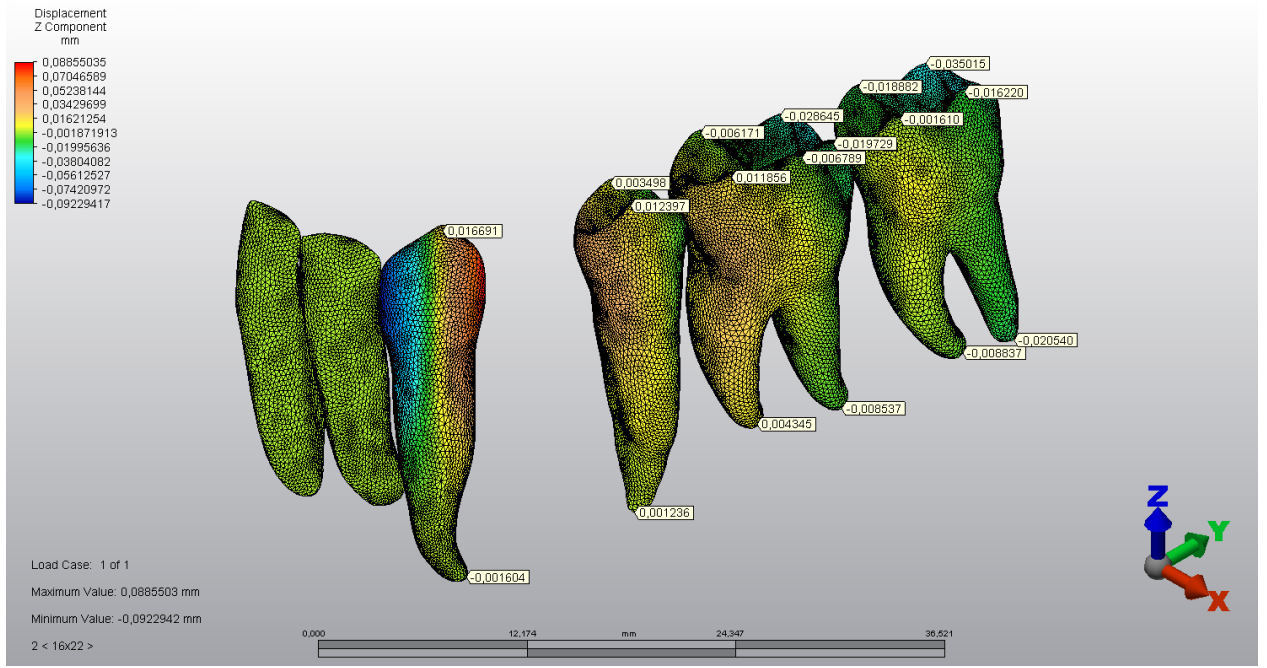 Displacement
Z Component
mm
0,08855035
0,07046589
0,05238144
0,03429699
0,01621254
-0,001871913
-0,01995636
-0,03804082
-0,05612527
-0,07420972
-0,09229417
-0,035015
-0,018882
-0,016220
-0,028645
-0,001610
-0,006171
-0,019729
-0,006789
0,003498
0,011856
0,012397
0,016691
-0,020540
-0,008837
-0,008537
0,004345
0,001236
-0,001604
Z
Y
X
Load Case: 1 of 1
Maximum Value: 0,0885503 mm
Minimum Value: -0,0922942 mm
2 < 16x22 >
0,000 12,174 mm 24,347 36,521